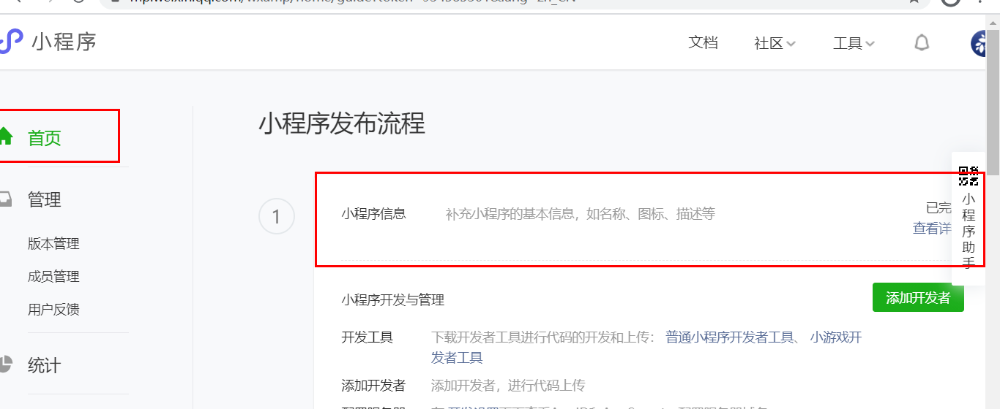 小程序
文档
社区
工具
首页
管理
版本管理
成员管理
用户反馈
统计
小程序发布流程
1
小程序信息
补充小程序的基本信息，如名称、图标、描述等
已完
查看详
小程序助手
小程序开发与管理
添加开发者
开发工具
下载开发者工具进行代码的开发和上传： 普通小程序开发者工具、 小游戏开
发者工具
添加开发者
添加开发者，进行代码上传